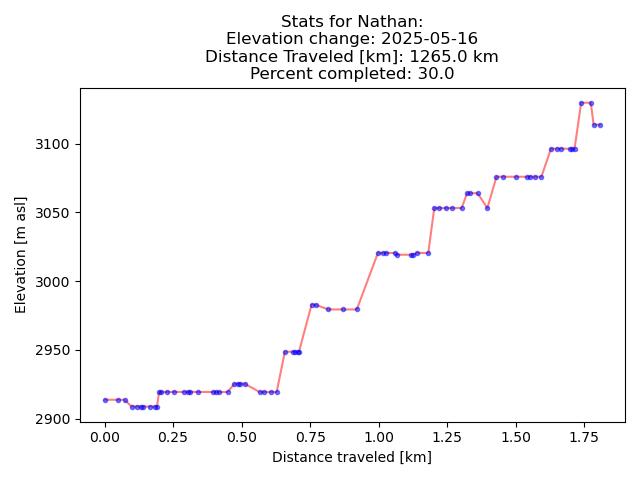 Stats for Nathan:
Elevation change: 2025-05-16
Distance Traveled [km]: 1265.0 km
Percent completed: 30.0
3100
3050
3000
2950
2900
Elevation [m asl]
0.00 0.25 0.50 0.75 1.00 1.25 1.50 1.75
Distance traveled [km]